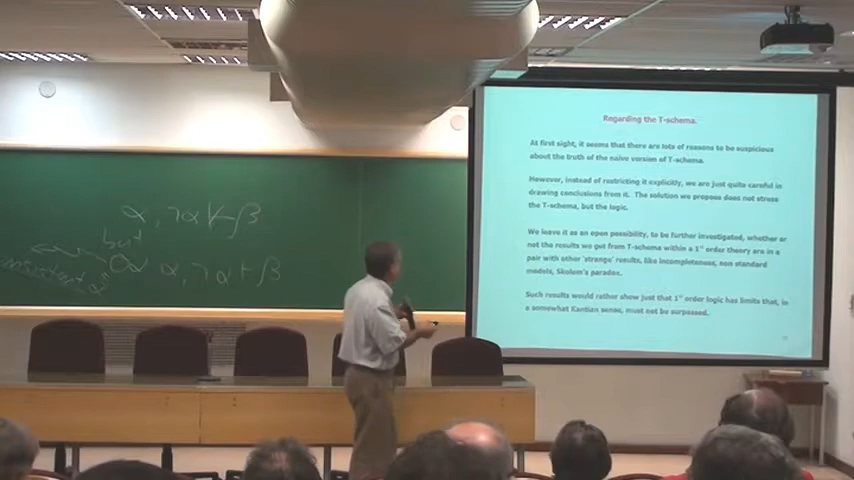 α, ¬α ⊬ β
but
○α, α, ¬α ⊢ β
consistent α"
Regarding the T-schema.
At first sight, it seems that there are lots of reasons to be suspicious
about the truth of the naive version of T-schema.
However, instead of restricting it explicitly, we are just quite careful in
drawing conclusions from it. The solution we propose does not stress
the T-schema, but the logic.
We leave it as an open possibility, to be further investigated, whether or
not the results we get from T-schema within a 1st order theory are in a
pair with other 'strange' results, like incompleteness, non standard
models, Skolem's paradox.
Such results would rather show just that 1st order logic has limits that, in
a somewhat Kantian sense, must not be surpassed.